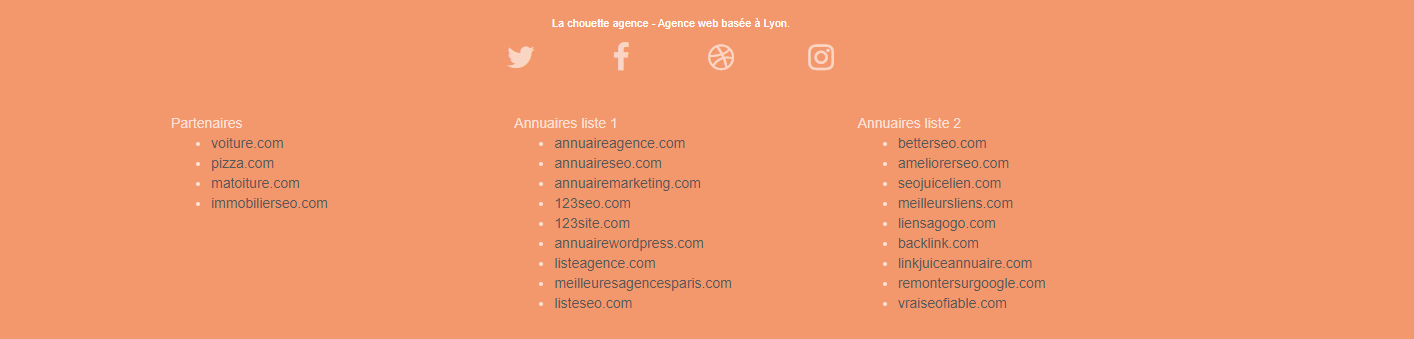 La chouette agence - Agence web basée à Lyon.
Partenaires
voiture.com
pizza.com
matoiture.com
immobilierseo.com
Annuaires liste 1
annuaireagence.com
annuaireseo.com
annuairemarketing.com
123seo.com
123site.com
annuairewordpress.com
listeagence.com
meilleuresagencesparis.com
listeseo.com
Annuaires liste 2
betterseo.com
ameliorerseo.com
seojuicelien.com
meilleursliens.com
liensagogo.com
backlink.com
linkjuiceannuaire.com
remontersurgoogle.com
vraiseofiable.com